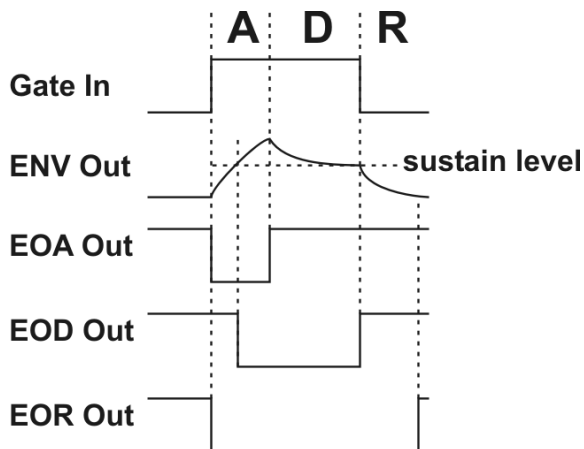 A D R
Gate In
ENV Out
sustain level
EOA Out
EOD Out
EOR Out